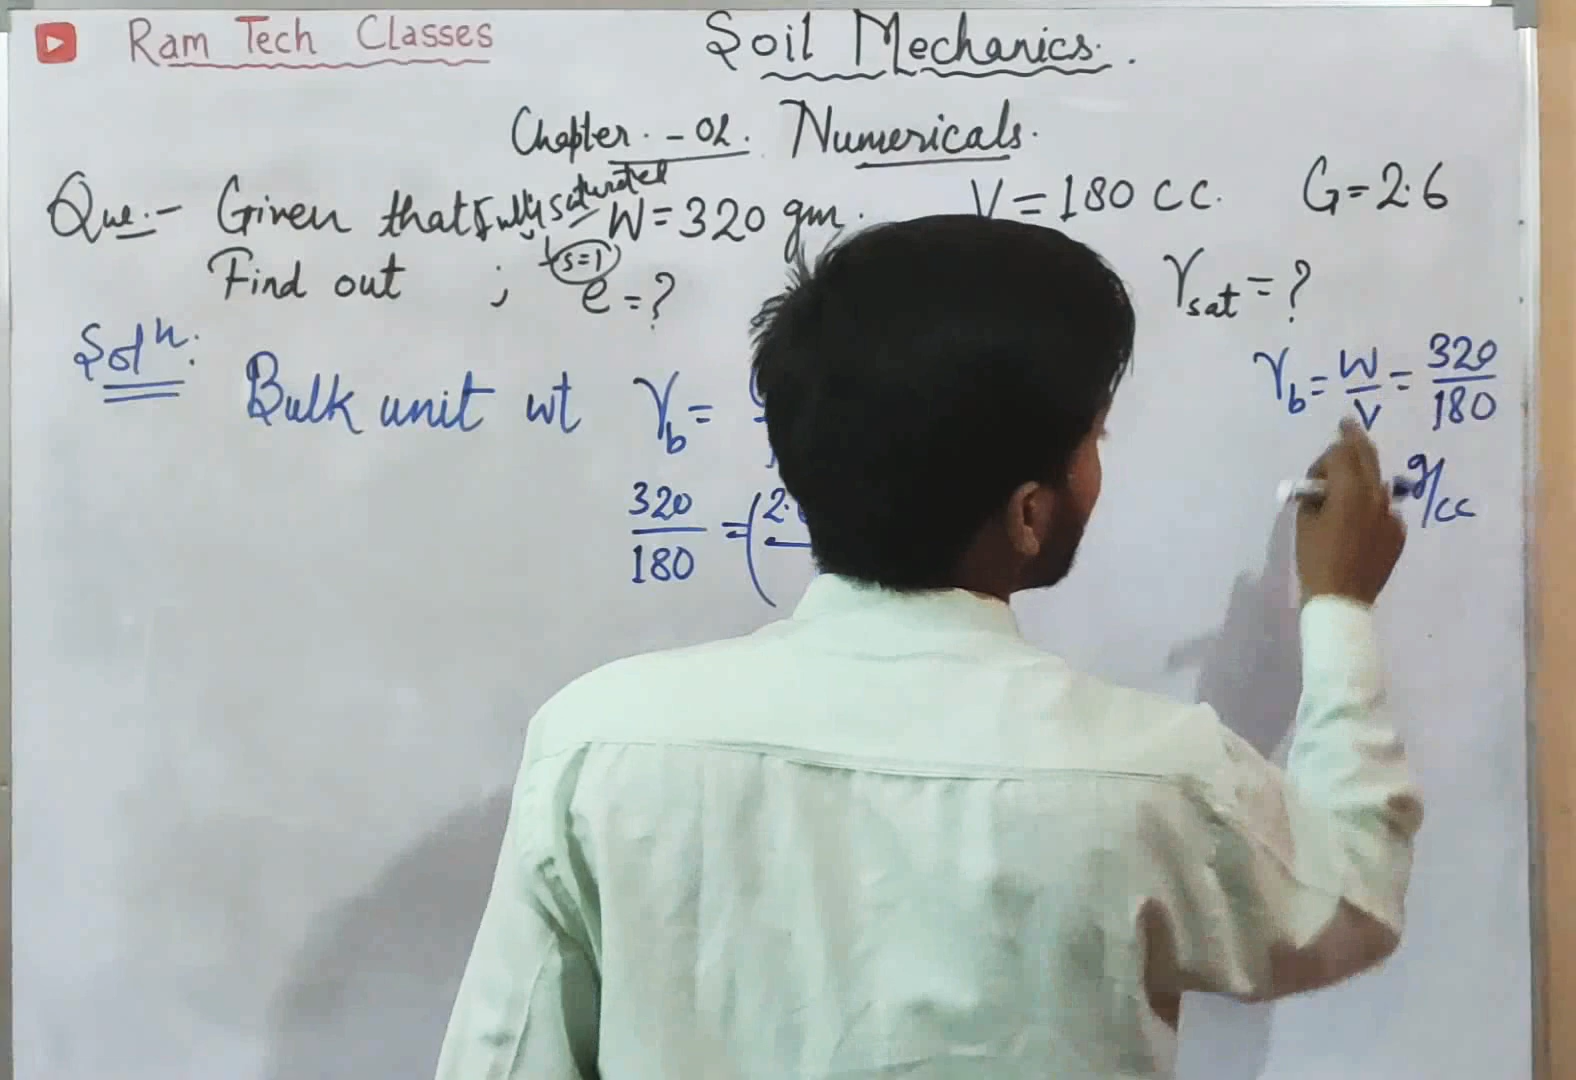 Ram Tech Classes
Soil Mechanics.
Chapter - 02. Numericals.
Que:- Given that fully saturated W = 320 gm. V = 180 CC. G = 2.6
S=1
Find out ; e = ? γsat = ?
Solⁿ:
Bulk unit wt γb =
γb = W/V = 320/180
320/180 = (2.
g/cc